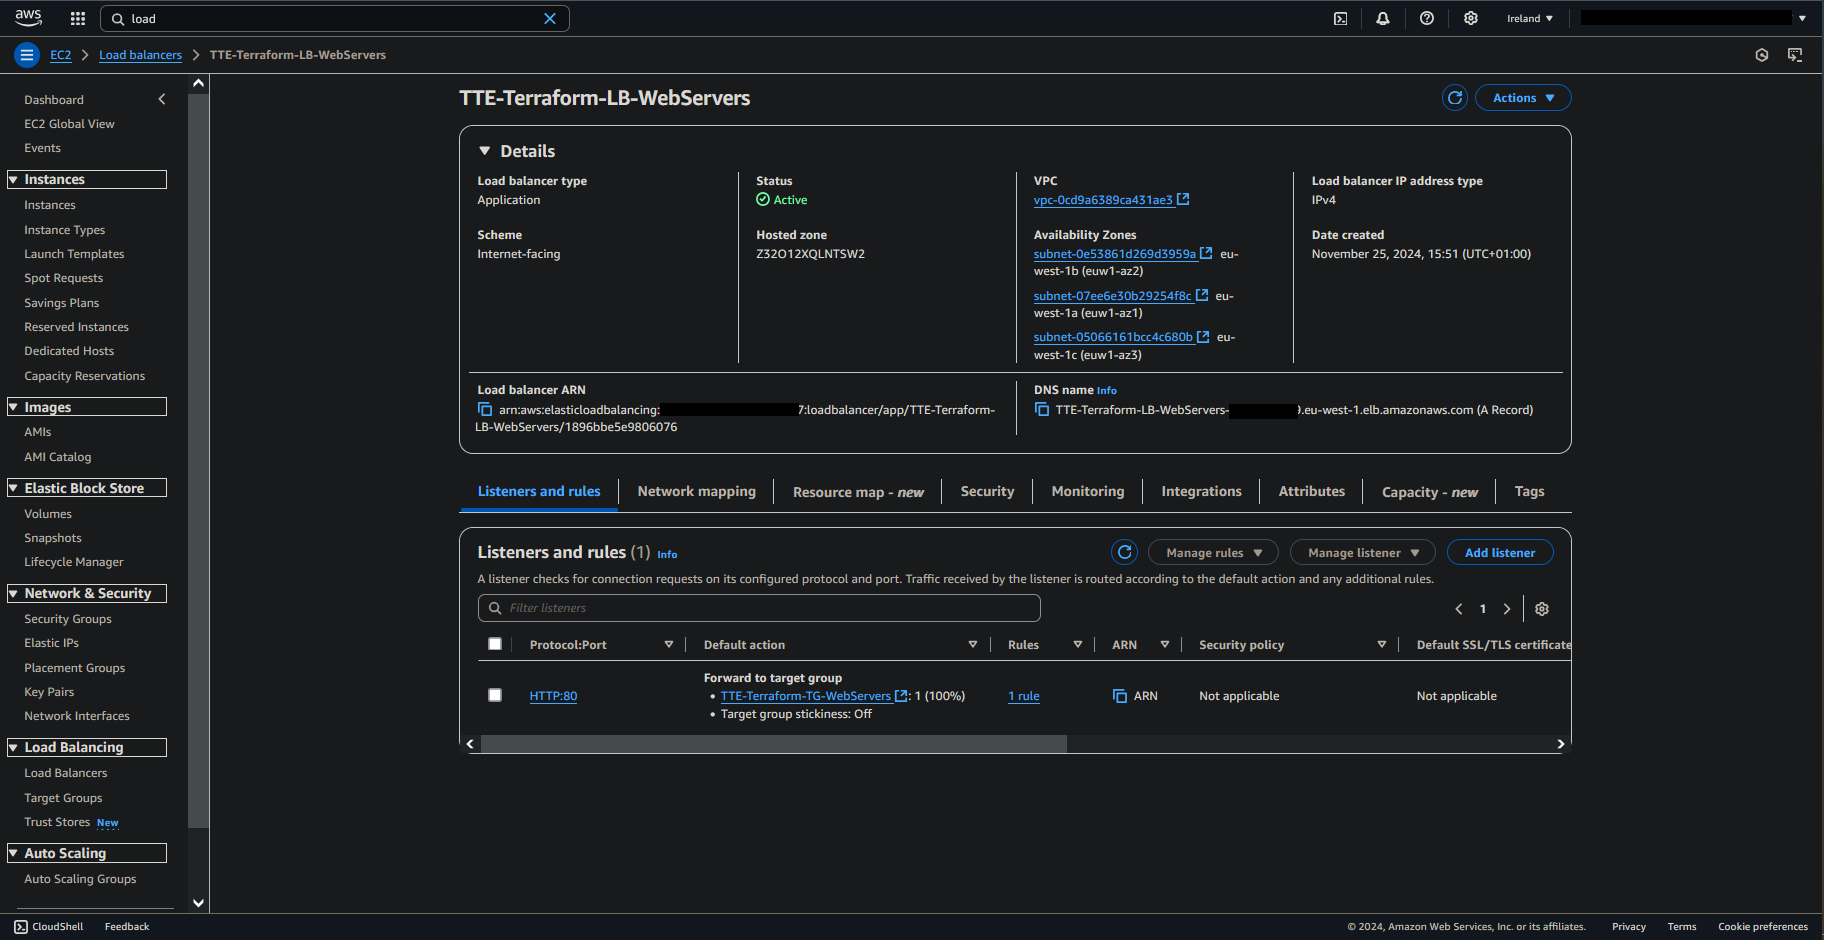 aws
load
Ireland
EC2
Load balancers
TTE-Terraform-LB-WebServers
Dashboard
EC2 Global View
Events
Instances
Instances
Instance Types
Launch Templates
Spot Requests
Savings Plans
Reserved Instances
Dedicated Hosts
Capacity Reservations
Images
AMIs
AMI Catalog
Elastic Block Store
Volumes
Snapshots
Lifecycle Manager
Network & Security
Security Groups
Elastic IPs
Placement Groups
Key Pairs
Network Interfaces
Load Balancing
Load Balancers
Target Groups
Trust Stores New
Auto Scaling
Auto Scaling Groups
TTE-Terraform-LB-WebServers
Actions
Details
Load balancer type
Application
Scheme
Internet-facing
Status
Active
Hosted zone
Z32O12XQLNTSW2
VPC
vpc-0cd9a6389ca431ae3
Availability Zones
subnet-0e53861d269d3959a eu-
west-1b (euw1-az2)
subnet-07ee6e30b29254f8c eu-
west-1a (euw1-az1)
subnet-05066161bcc4c680b eu-
west-1c (euw1-az3)
Load balancer IP address type
IPv4
Date created
November 25, 2024, 15:51 (UTC+01:00)
Load balancer ARN
arn:aws:elasticloadbalancing: 7:loadbalancer/app/TTE-Terraform-
LB-WebServers/1896bbe5e9806076
DNS name Info
TTE-Terraform-LB-WebServers- 9.eu-west-1.elb.amazonaws.com (A Record)
Listeners and rules
Network mapping
Resource map - new
Security
Monitoring
Integrations
Attributes
Capacity - new
Tags
Listeners and rules (1) Info
Manage rules
Manage listener
Add listener
A listener checks for connection requests on its configured protocol and port. Traffic received by the listener is routed according to the default action and any additional rules.
Filter listeners
1
Protocol:Port
Default action
Rules
ARN
Security policy
Default SSL/TLS certificate
HTTP:80
Forward to target group
• TTE-Terraform-TG-WebServers : 1 (100%)
• Target group stickiness: Off
1 rule
ARN
Not applicable
Not applicable
CloudShell
Feedback
© 2024, Amazon Web Services, Inc. or its affiliates.
Privacy
Terms
Cookie preferences